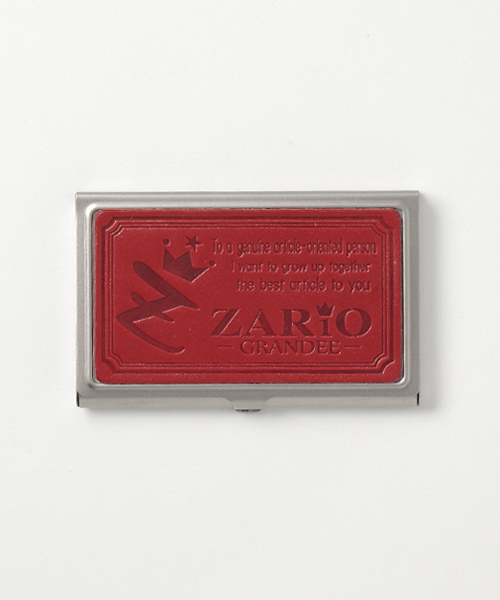 To a genuine article-oriented person
I want to grow up together
the best article to you
ZARiO
GRANDEE